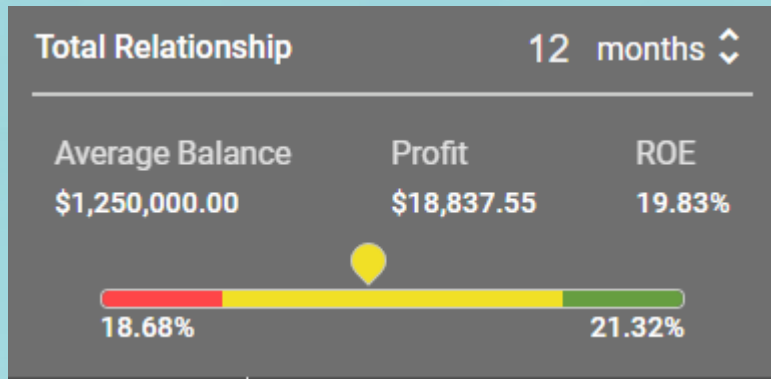 Total Relationship 12 months
Average Balance Profit ROE
$1,250,000.00 $18,837.55 19.83%
18.68% 21.32%